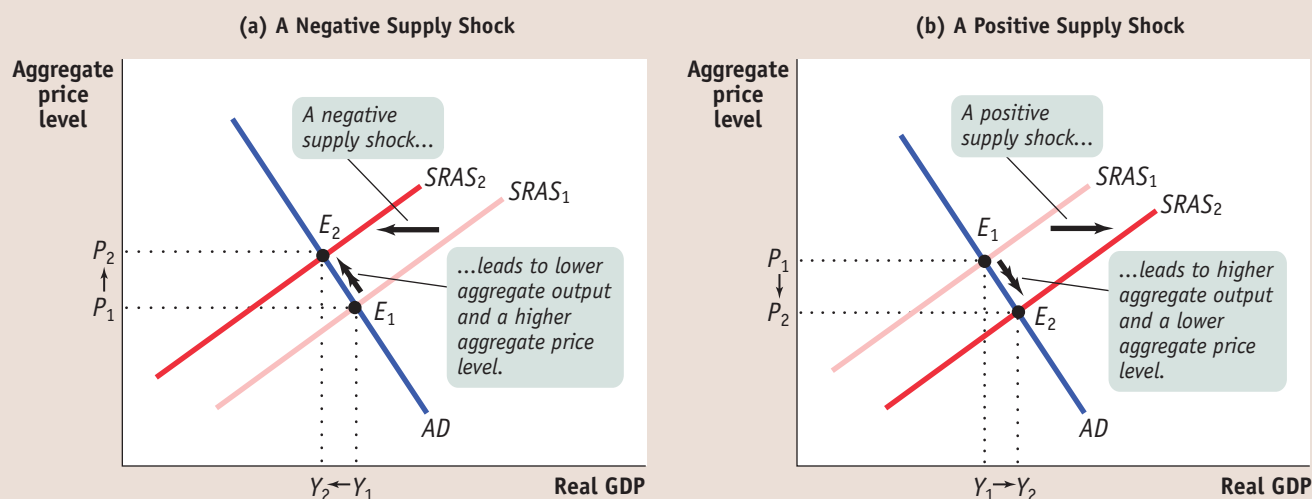 (a) A Negative Supply Shock
Aggregate
price
level
A negative
supply shock...
SRAS₂
SRAS₁
E₂
P₂
P₁
...leads to lower
aggregate output
and a higher
aggregate price
level.
E₁
AD
Y₂
Y₁
Real GDP
(b) A Positive Supply Shock
Aggregate
price
level
A positive
supply shock...
SRAS₁
SRAS₂
E₁
P₁
P₂
...leads to higher
aggregate output
and a lower
aggregate price
level.
E₂
AD
Y₁
Y₂
Real GDP